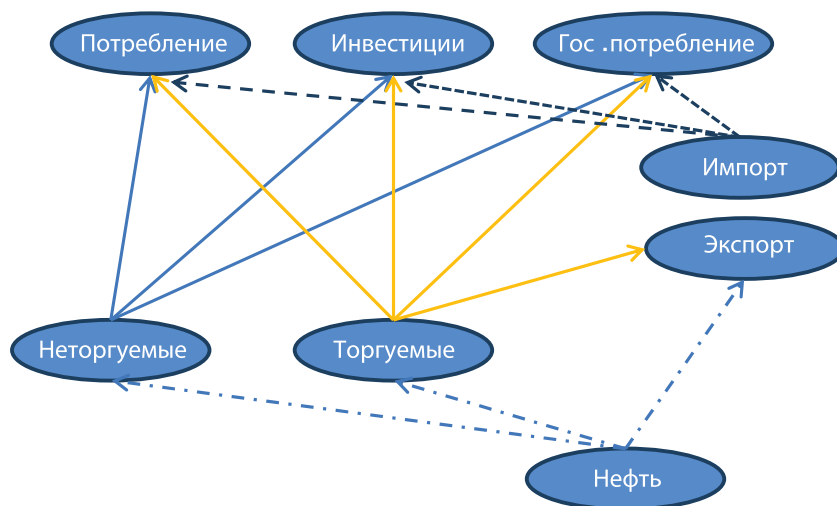 Потребление
Инвестиции
Гос .потребление
Импорт
Экспорт
Неторгуемые
Торгуемые
Нефть